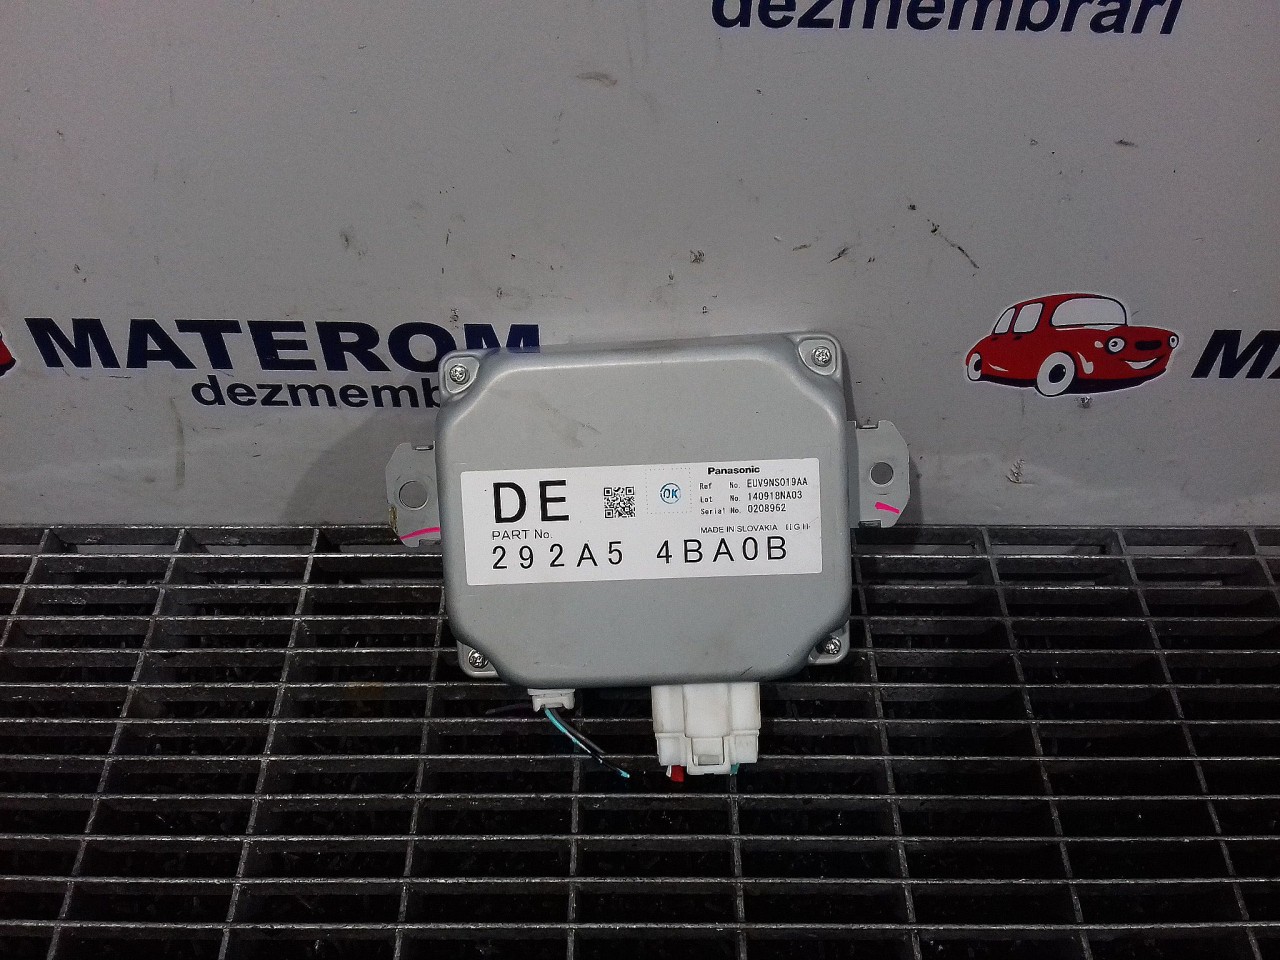 dezmembrari
MATEROM
dezmemb
MA
DE
OK
Panasonic
Ref No. EUV9NS019AA
Lot No. 140918NA03
Serial No. 0208962
PART No.
MADE IN SLOVAKIA
292A5 4BA0B